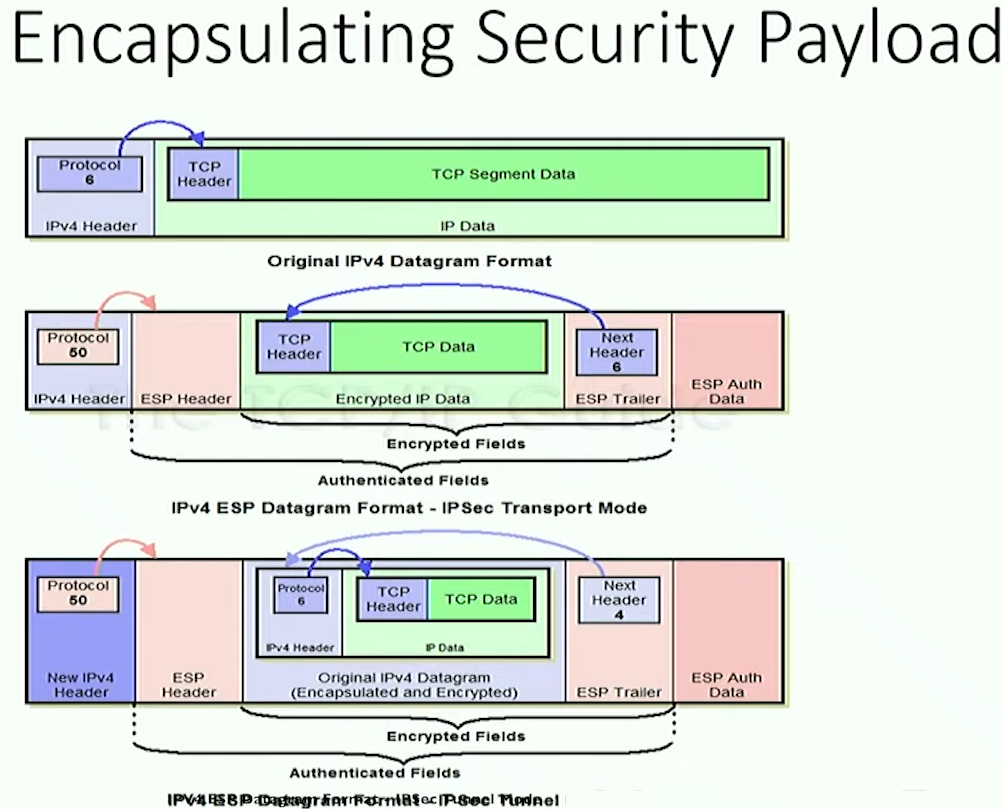 Encapsulating Security Payload
Protocol
6
TCP
Header
TCP Segment Data
IPv4 Header
IP Data
Original IPv4 Datagram Format
Protocol
50
TCP
Header
TCP Data
Next
Header
6
IPv4 Header
ESP Header
Encrypted IP Data
ESP Trailer
ESP Auth
Data
The TCP/IP Guide
Encrypted Fields
Authenticated Fields
IPv4 ESP Datagram Format - IPSec Transport Mode
Protocol
50
Protocol
6
TCP
Header
TCP Data
Next
Header
4
IPv4 Header
IP Data
New IPv4
Header
ESP
Header
Original IPv4 Datagram
(Encapsulated and Encrypted)
ESP Trailer
ESP Auth
Data
Encrypted Fields
Authenticated Fields
IPv4 ESP Datagram Format - IPSec Tunnel